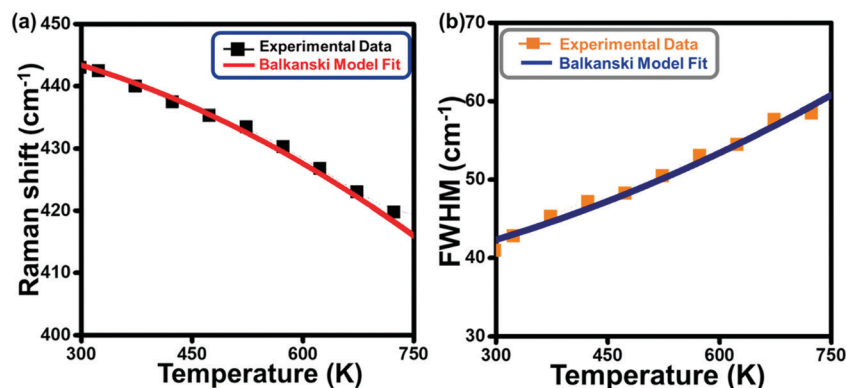 (a)
Experimental Data
Balkanski Model Fit
Raman shift (cm-1)
450
440
430
420
410
400
300
450
600
750
Temperature (K)
(b)
Experimental Data
Balkanski Model Fit
FWHM (cm-1)
70
60
50
40
30
300
450
600
750
Temperature (K)